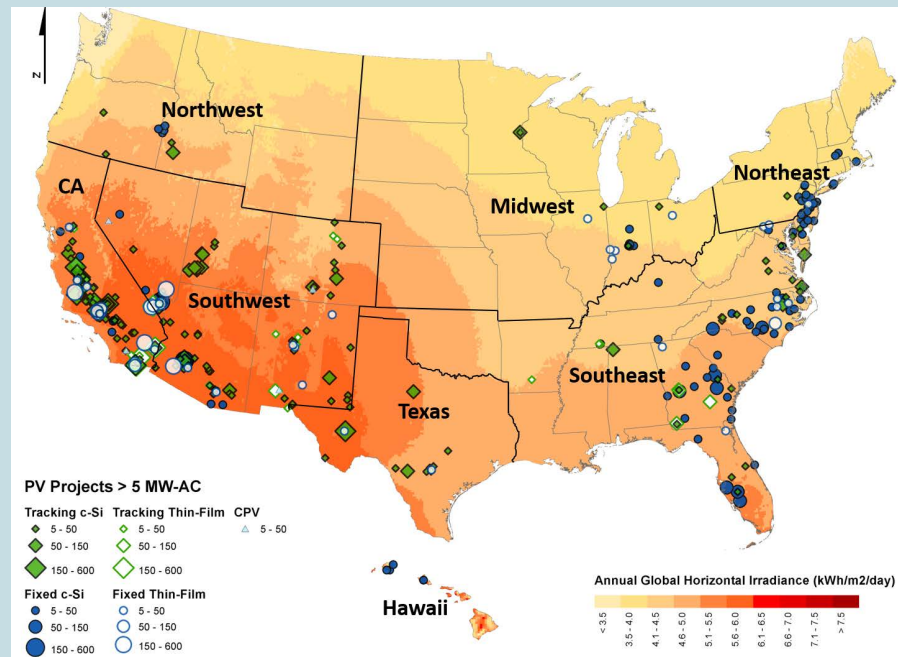 N
Northwest
CA
Northeast
Midwest
Southwest
Southeast
Texas
Hawaii
PV Projects > 5 MW-AC
Tracking c-Si Tracking Thin-Film CPV
5 - 50 5 - 50 5 - 50
50 - 150 50 - 150
150 - 600 150 - 600
Fixed c-Si Fixed Thin-Film
5 - 50 5 - 50
50 - 150 50 - 150
150 - 600 150 - 600
Annual Global Horizontal Irradiance (kWh/m2/day)
< 3.5
3.5 - 4.0
4.1 - 4.5
4.6 - 5.0
5.1 - 5.5
5.6 - 6.0
6.1 - 6.5
6.6 - 7.0
7.1 - 7.5
> 7.5